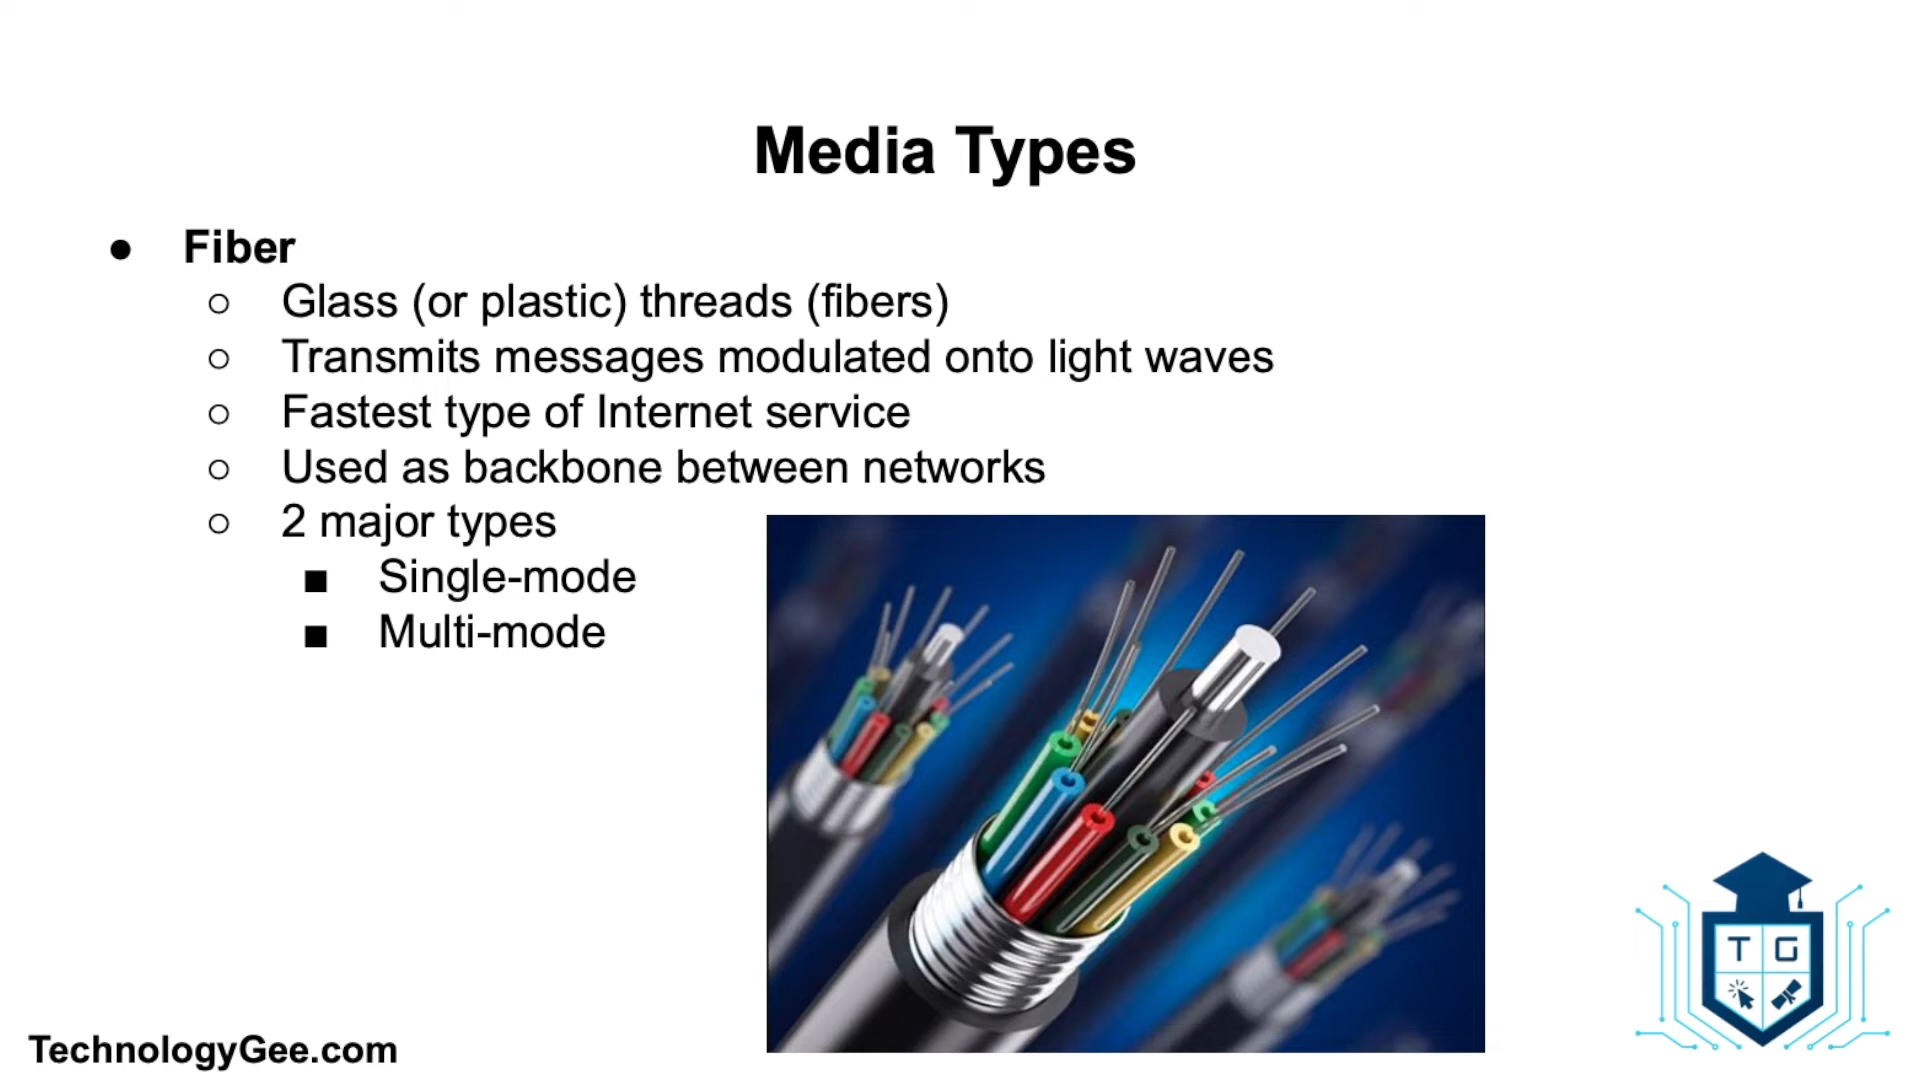 Media Types
● Fiber
○ Glass (or plastic) threads (fibers)
○ Transmits messages modulated onto light waves
○ Fastest type of Internet service
○ Used as backbone between networks
○ 2 major types
■ Single-mode
■ Multi-mode
T G
TechnologyGee.com